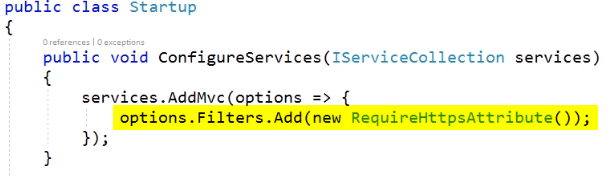 public class Startup
{
0 references | 0 exceptions
public void ConfigureServices(IServiceCollection services)
{
services.AddMvc(options => {
options.Filters.Add(new RequireHttpsAttribute());
});
}